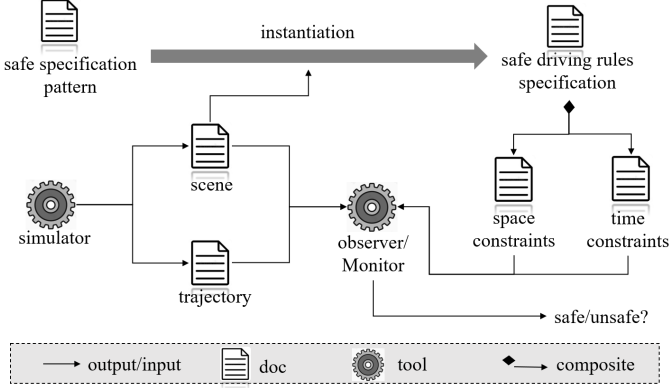 instantiation
safe specification
pattern
safe driving rules
specification
scene
simulator
trajectory
observer/
Monitor
space
constraints
time
constraints
safe/unsafe?
output/input
doc
tool
composite